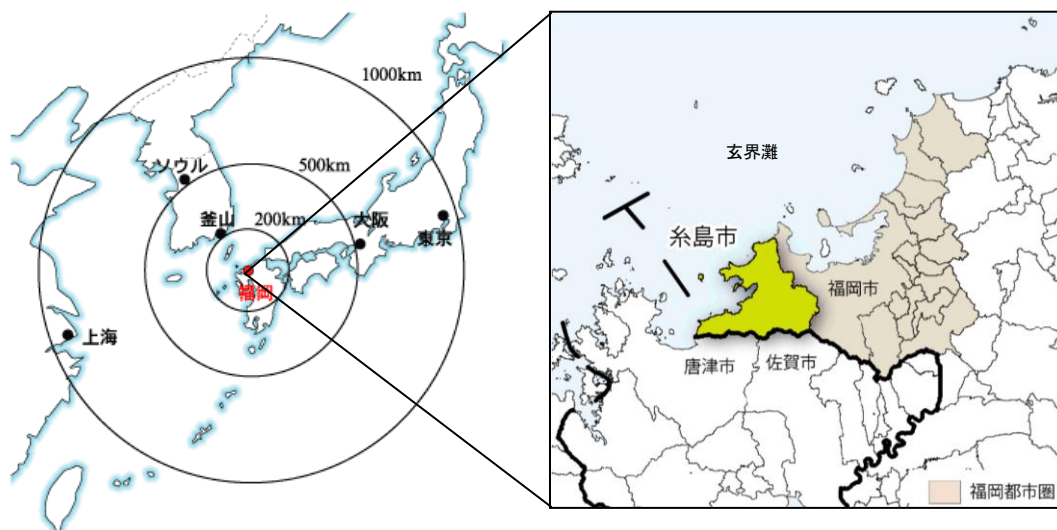 1000km
ソウル
500km
釜山
200km
大阪
東京
福岡
上海
玄界灘
糸島市
福岡市
唐津市
佐賀市
福岡都市圏